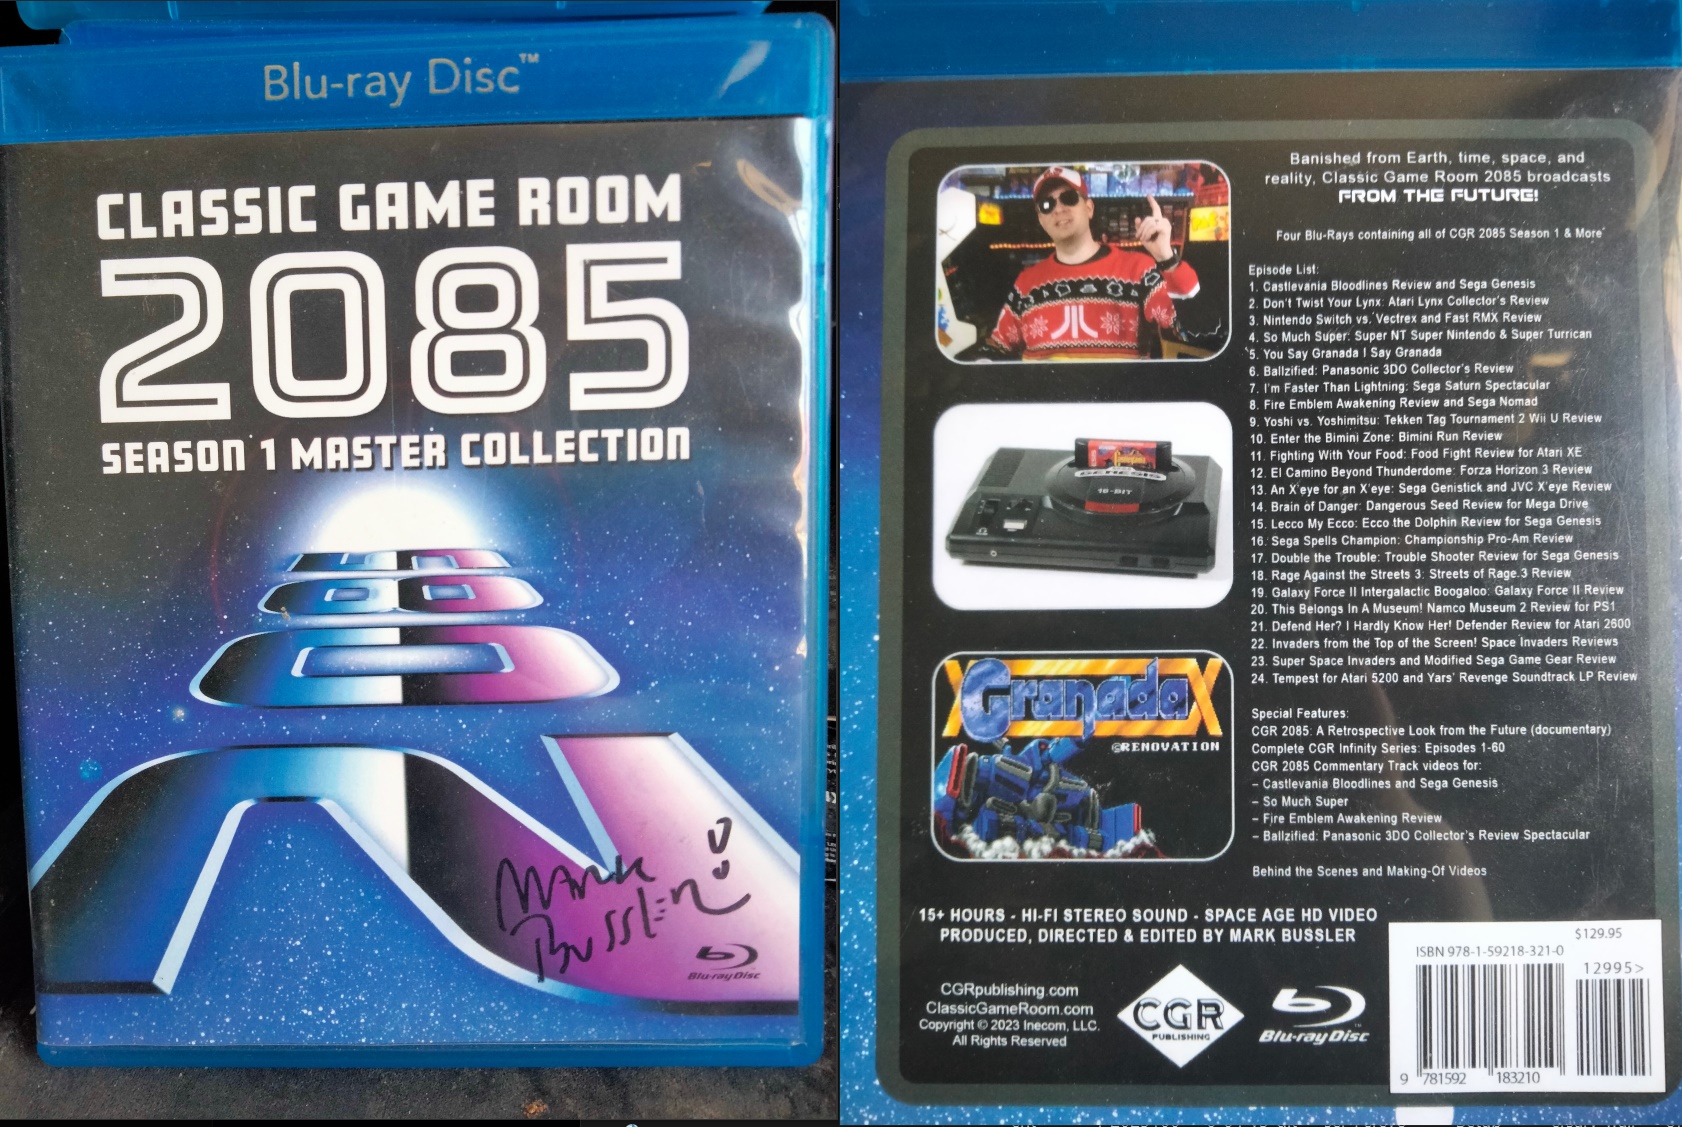 Blu-ray Disc™
CLASSIC GAME ROOM
2085
SEASON 1 MASTER COLLECTION
Mark
Bussler
Blu-ray Disc
Banished from Earth, time, space, and
reality, Classic Game Room 2085 broadcasts
FROM THE FUTURE!
Four Blu-Rays containing all of CGR 2085 Season 1 & More
Episode List:
1. Castlevania Bloodlines Review and Sega Genesis
2. Don't Twist Your Lynx: Atari Lynx Collector's Review
3. Nintendo Switch vs. Vectrex and Fast RMX Review
4. So Much Super: Super NT Super Nintendo & Super Turrican
5. You Say Granada I Say Granada
6. Ballzified: Panasonic 3DO Collector's Review
7. I'm Faster Than Lightning: Sega Saturn Spectacular
8. Fire Emblem Awakening Review and Sega Nomad
9. Yoshi vs. Yoshimitsu: Tekken Tag Tournament 2 Wii U Review
10. Enter the Bimini Zone: Bimini Run Review
11. Fighting With Your Food: Food Fight Review for Atari XE
12. El Camino Beyond Thunderdome: Forza Horizon 3 Review
13. An X'eye for an X'eye: Sega Genistick and JVC X'eye Review
14. Brain of Danger: Dangerous Seed Review for Mega Drive
15. Lecco My Ecco: Ecco the Dolphin Review for Sega Genesis
16. Sega Spells Champion: Championship Pro-Am Review
17. Double the Trouble: Trouble Shooter Review for Sega Genesis
18. Rage Against the Streets 3: Streets of Rage 3 Review
19. Galaxy Force II Intergalactic Boogaloo: Galaxy Force II Review
20. This Belongs In A Museum! Namco Museum 2 Review for PS1
21. Defend Her? I Hardly Know Her! Defender Review for Atari 2600
22. Invaders from the Top of the Screen! Space Invaders Reviews
23. Super Space Invaders and Modified Sega Game Gear Review
24. Tempest for Atari 5200 and Yars' Revenge Soundtrack LP Review
Special Features:
CGR 2085: A Retrospective Look from the Future (documentary)
Complete CGR Infinity Series: Episodes 1-60
CGR 2085 Commentary Track videos for:
– Castlevania Bloodlines and Sega Genesis
– So Much Super
– Fire Emblem Awakening Review
– Ballzified: Panasonic 3DO Collector's Review Spectacular
Behind the Scenes and Making-Of Videos
GENESIS
16-BIT
Granada X
©RENOVATION
15+ HOURS - HI-FI STEREO SOUND - SPACE AGE HD VIDEO
PRODUCED, DIRECTED & EDITED BY MARK BUSSLER
CGRpublishing.com
ClassicGameRoom.com
Copyright © 2023 Inecom, LLC.
All Rights Reserved
CGR
PUBLISHING
Blu-ray Disc™
$129.95
ISBN 978-1-59218-321-0
12995>
9 781592 183210